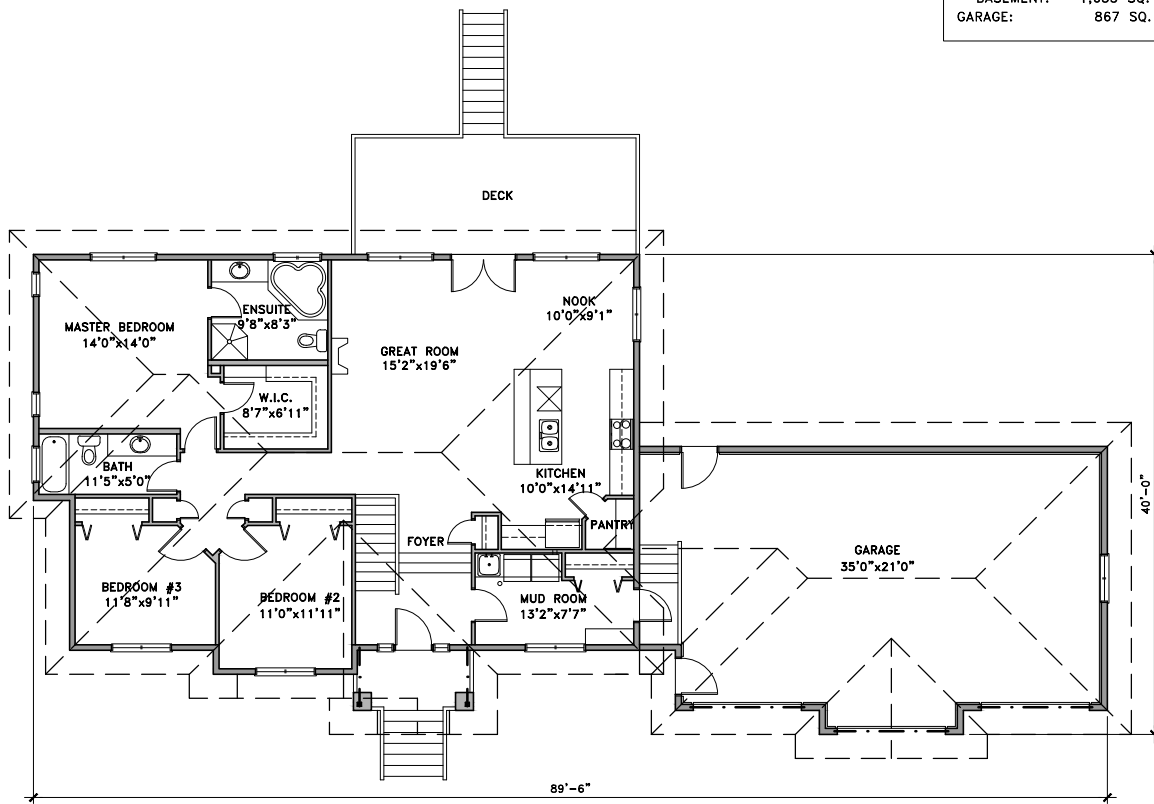 GARAGE: 867 SQ.
DECK
NOOK
10'0"x9'1"
ENSUITE
9'8"x8'3"
MASTER BEDROOM
14'0"x14'0"
GREAT ROOM
15'2"x19'6"
W.I.C.
8'7"x6'11"
BATH
11'5"x5'0"
KITCHEN
10'0"x14'11"
PANTRY
FOYER
GARAGE
35'0"x21'0"
40'-0"
BEDROOM #3
11'8"x9'11"
BEDROOM #2
11'0"x11'11"
MUD ROOM
13'2"x7'7"
89'-6"